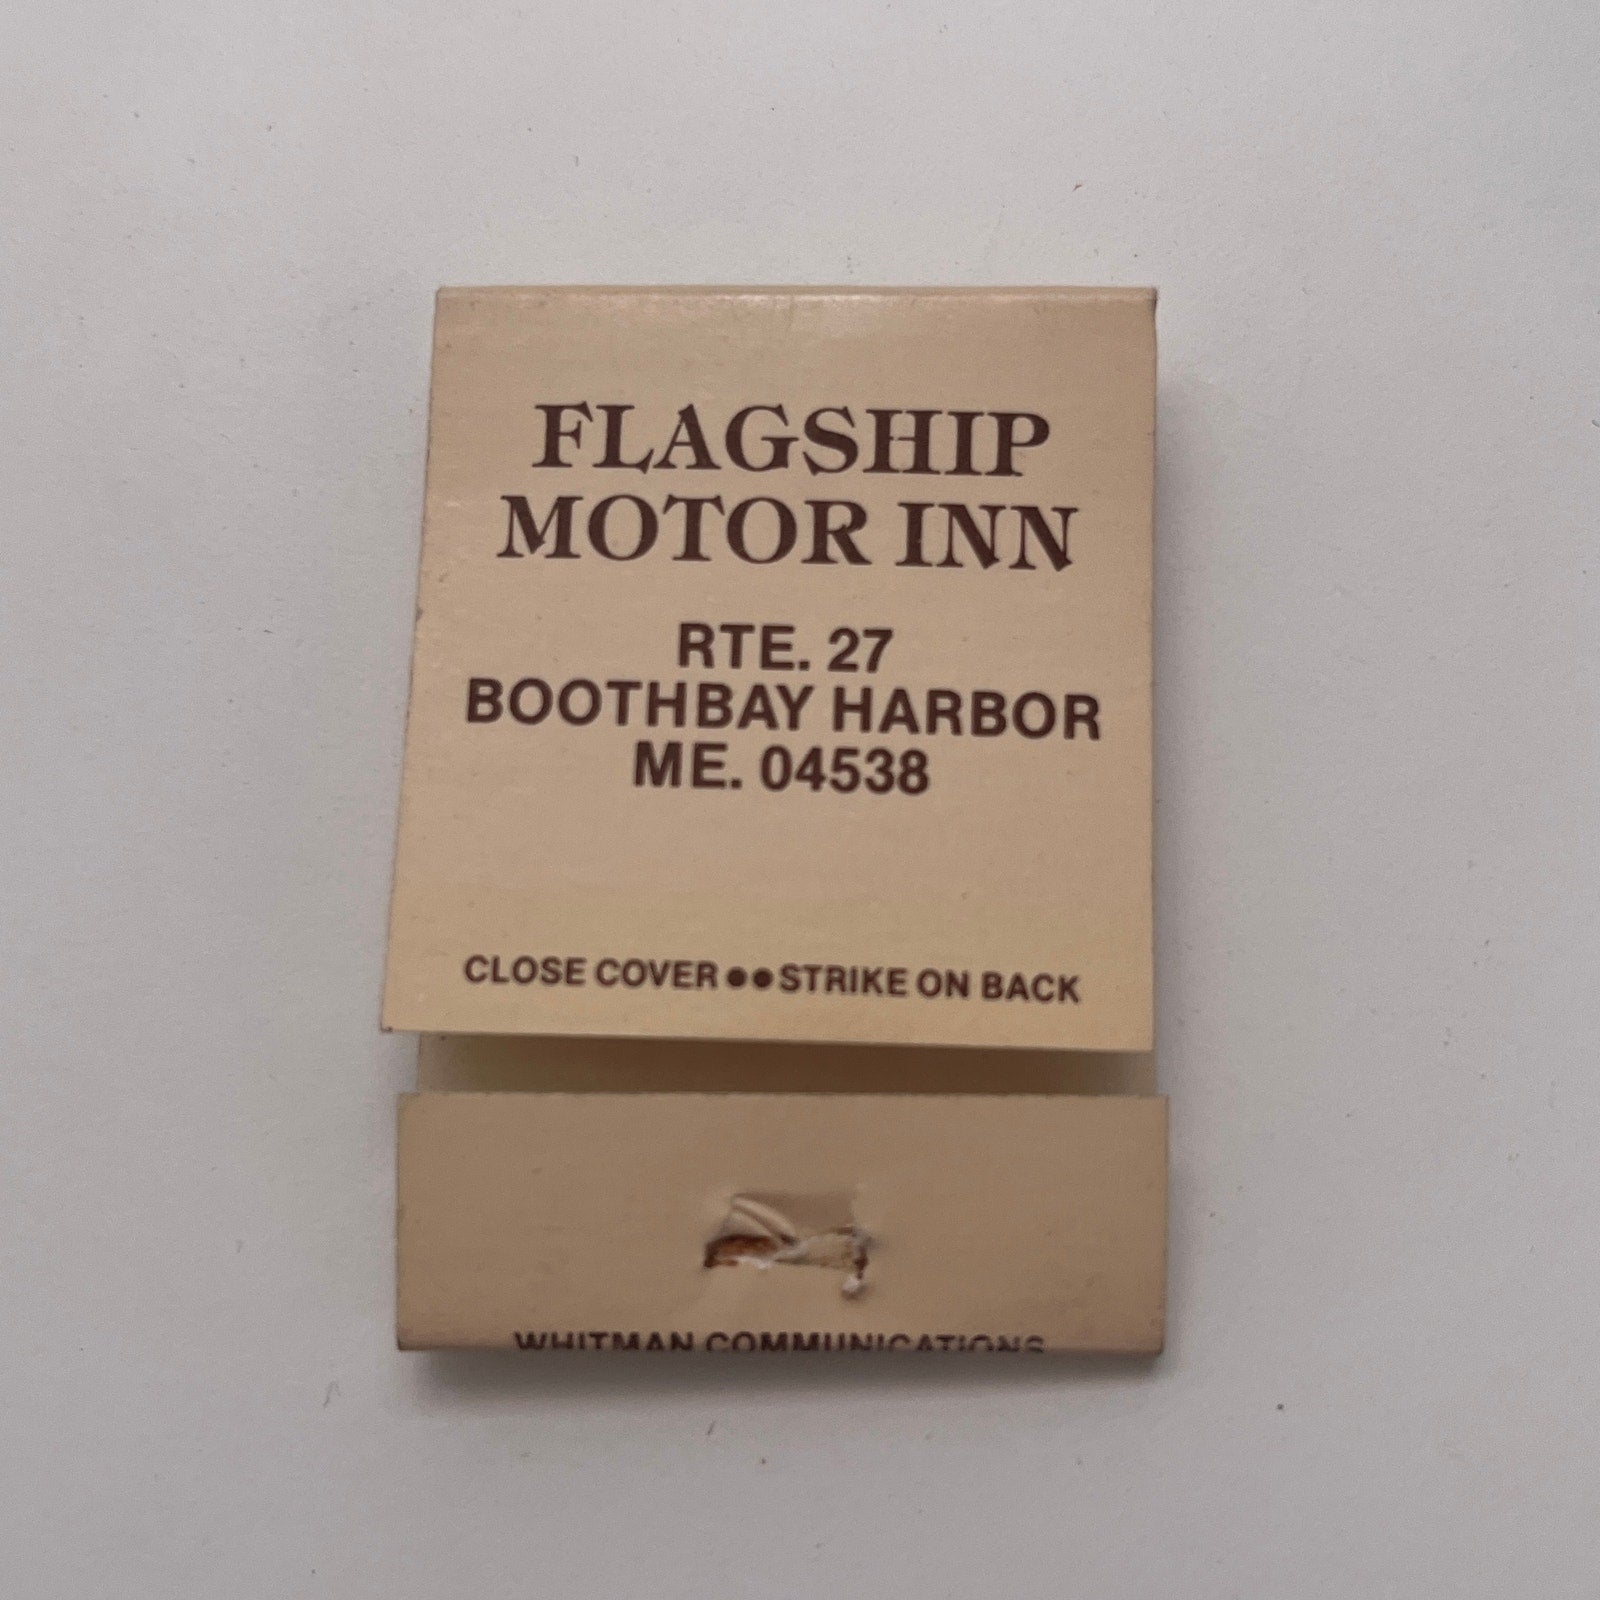 FLAGSHIP
MOTOR INN
RTE. 27
BOOTHBAY HARBOR
ME. 04538
CLOSE COVER●●STRIKE ON BACK
WHITMAN COMMUNICATIONS